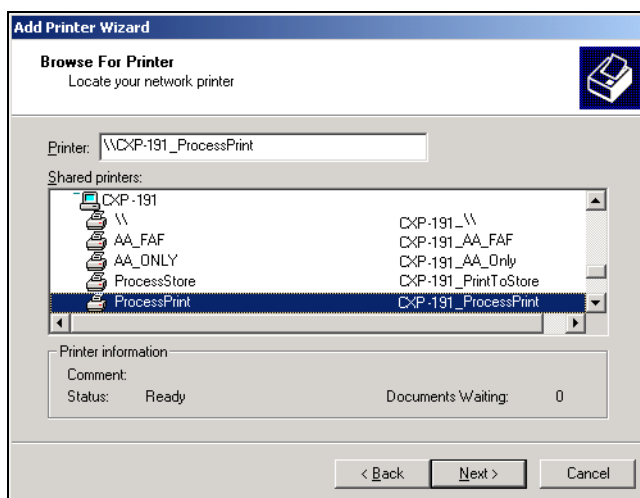 Add Printer Wizard
Browse For Printer
Locate your network printer
Printer: \\CXP-191_ProcessPrint
Shared printers:
CXP-191
\\ CXP-191_\\
AA_FAF CXP-191_AA_FAF
AA_ONLY CXP-191_AA_Only
ProcessStore CXP-191_PrintToStore
ProcessPrint CXP-191_ProcessPrint
Printer information
Comment:
Status: Ready Documents Waiting: 0
< Back Next > Cancel